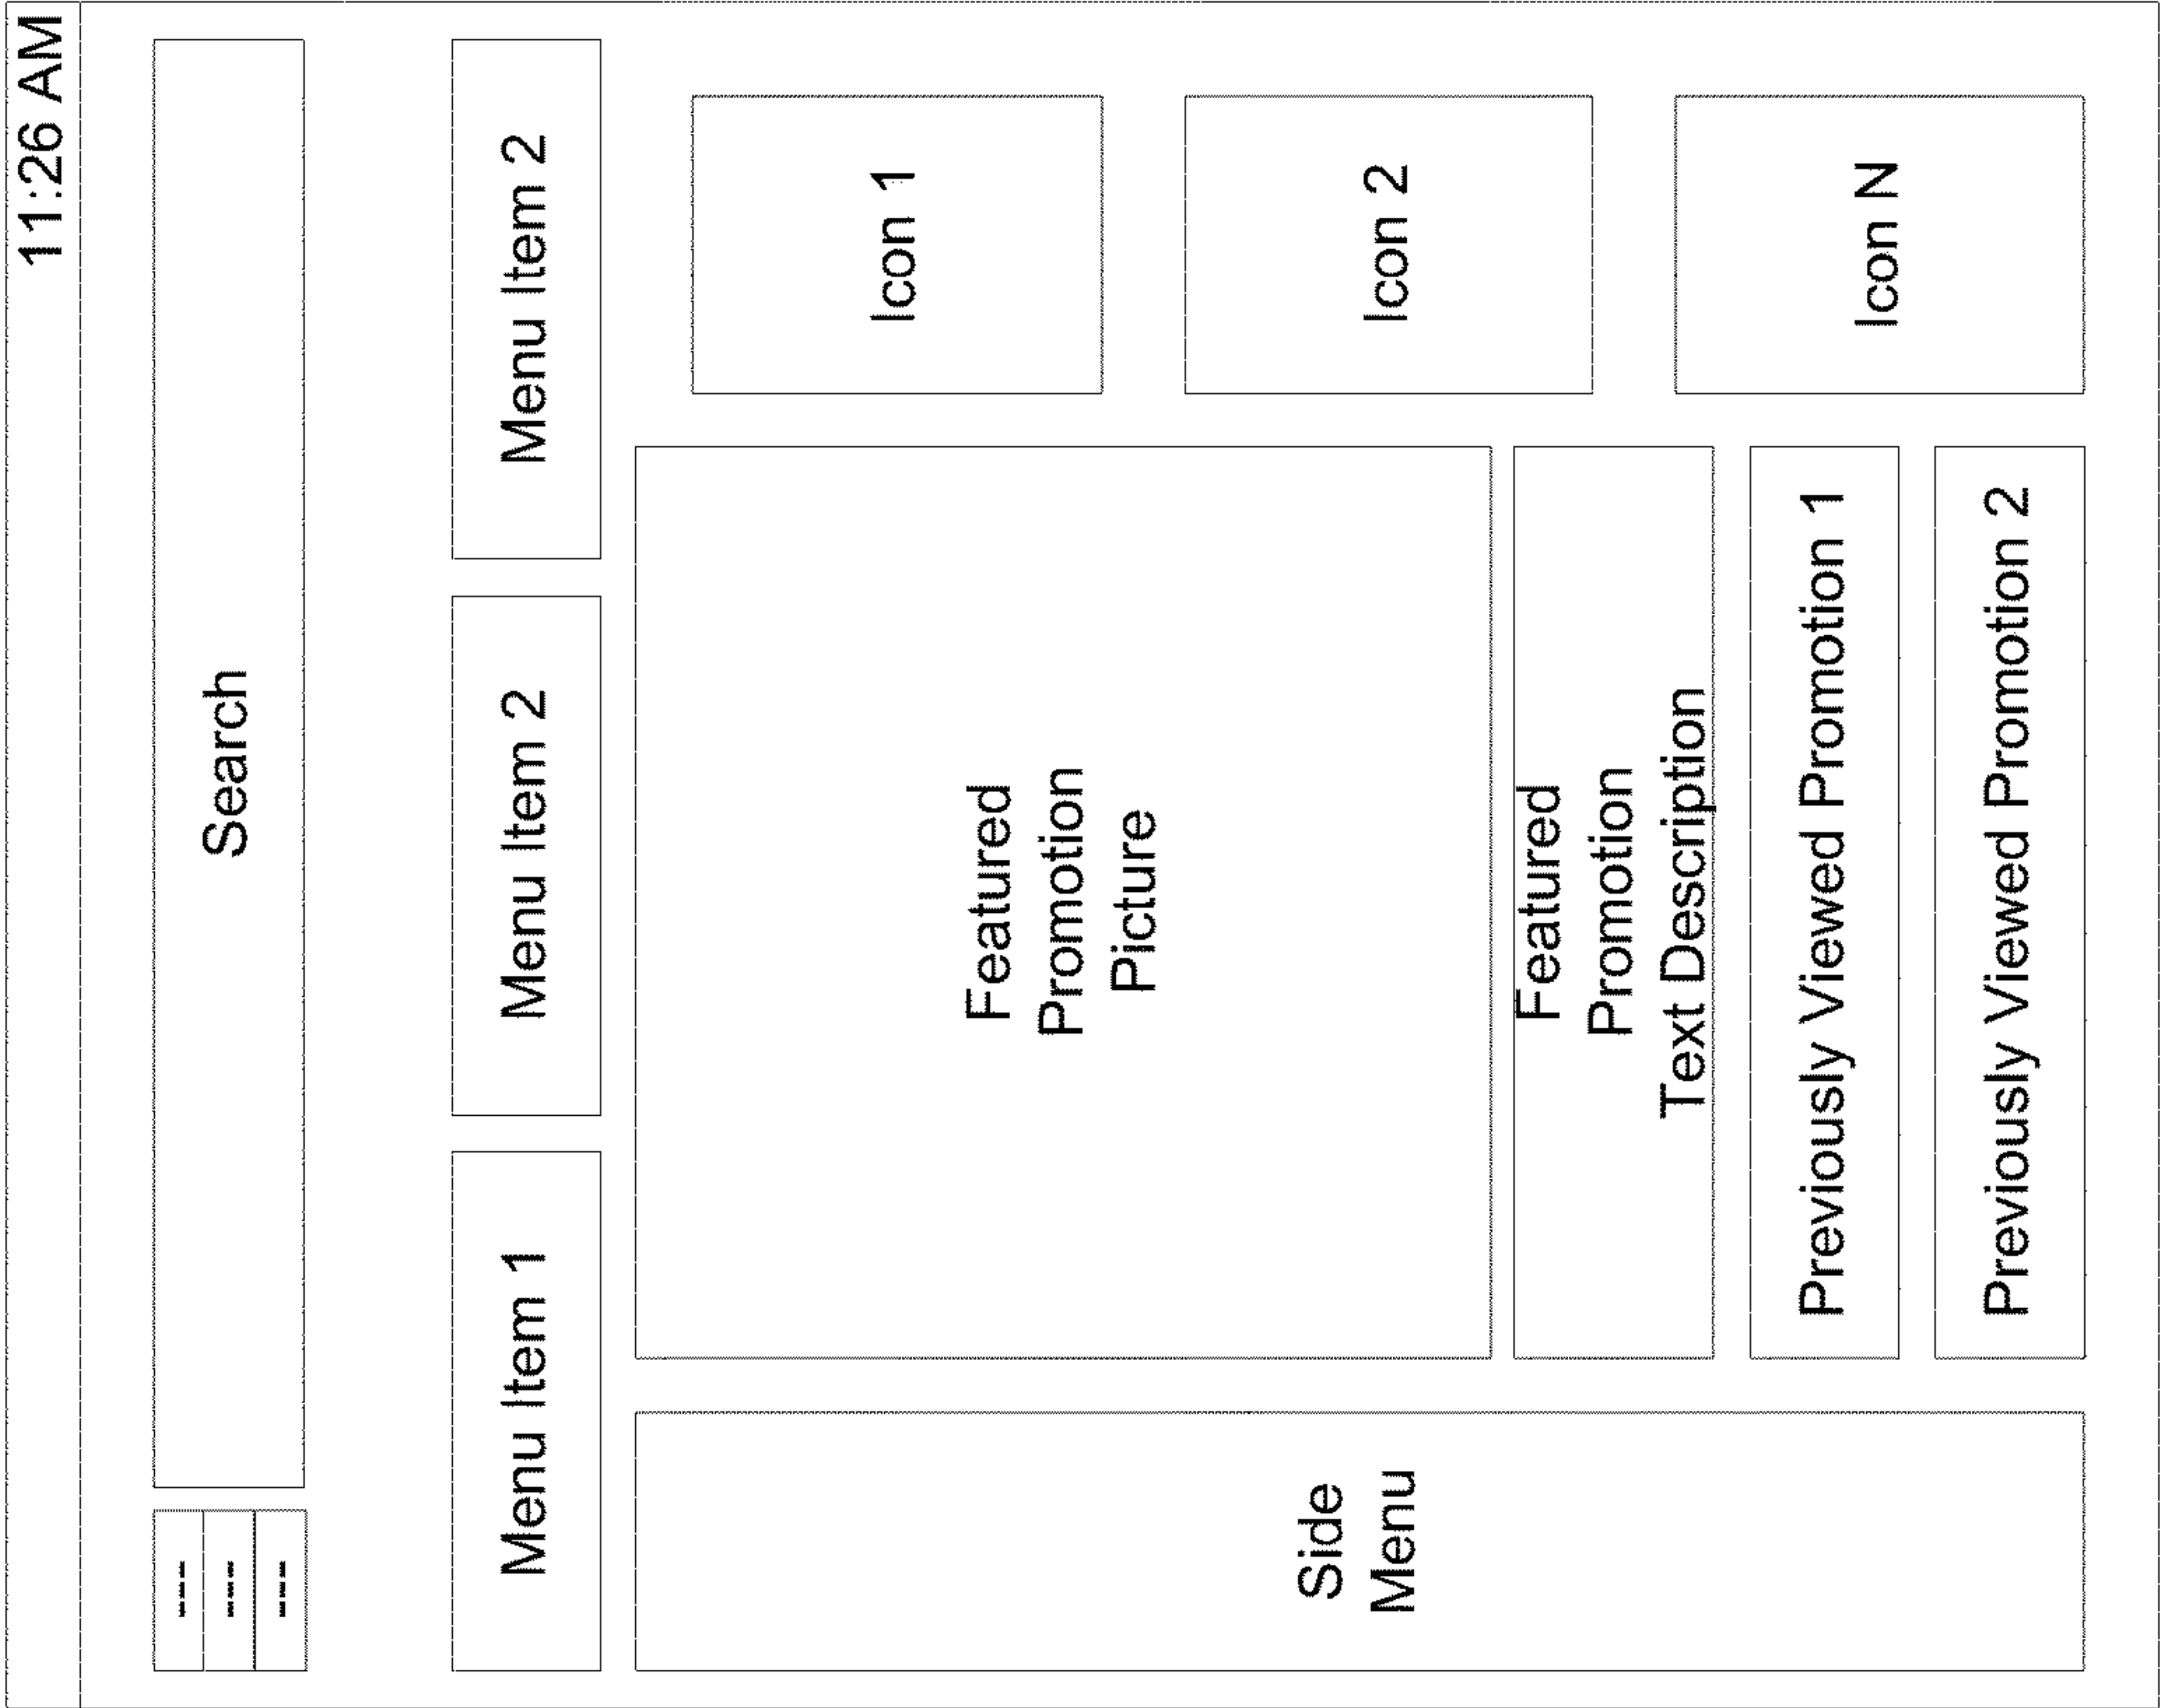 11:26 AM
---
---
---
Search
Menu Item 1
Menu Item 2
Menu Item 2
Side
Menu
Featured
Promotion
Picture
Featured
Promotion
Text Description
Previously Viewed Promotion 1
Previously Viewed Promotion 2
Icon 1
Icon 2
Icon N